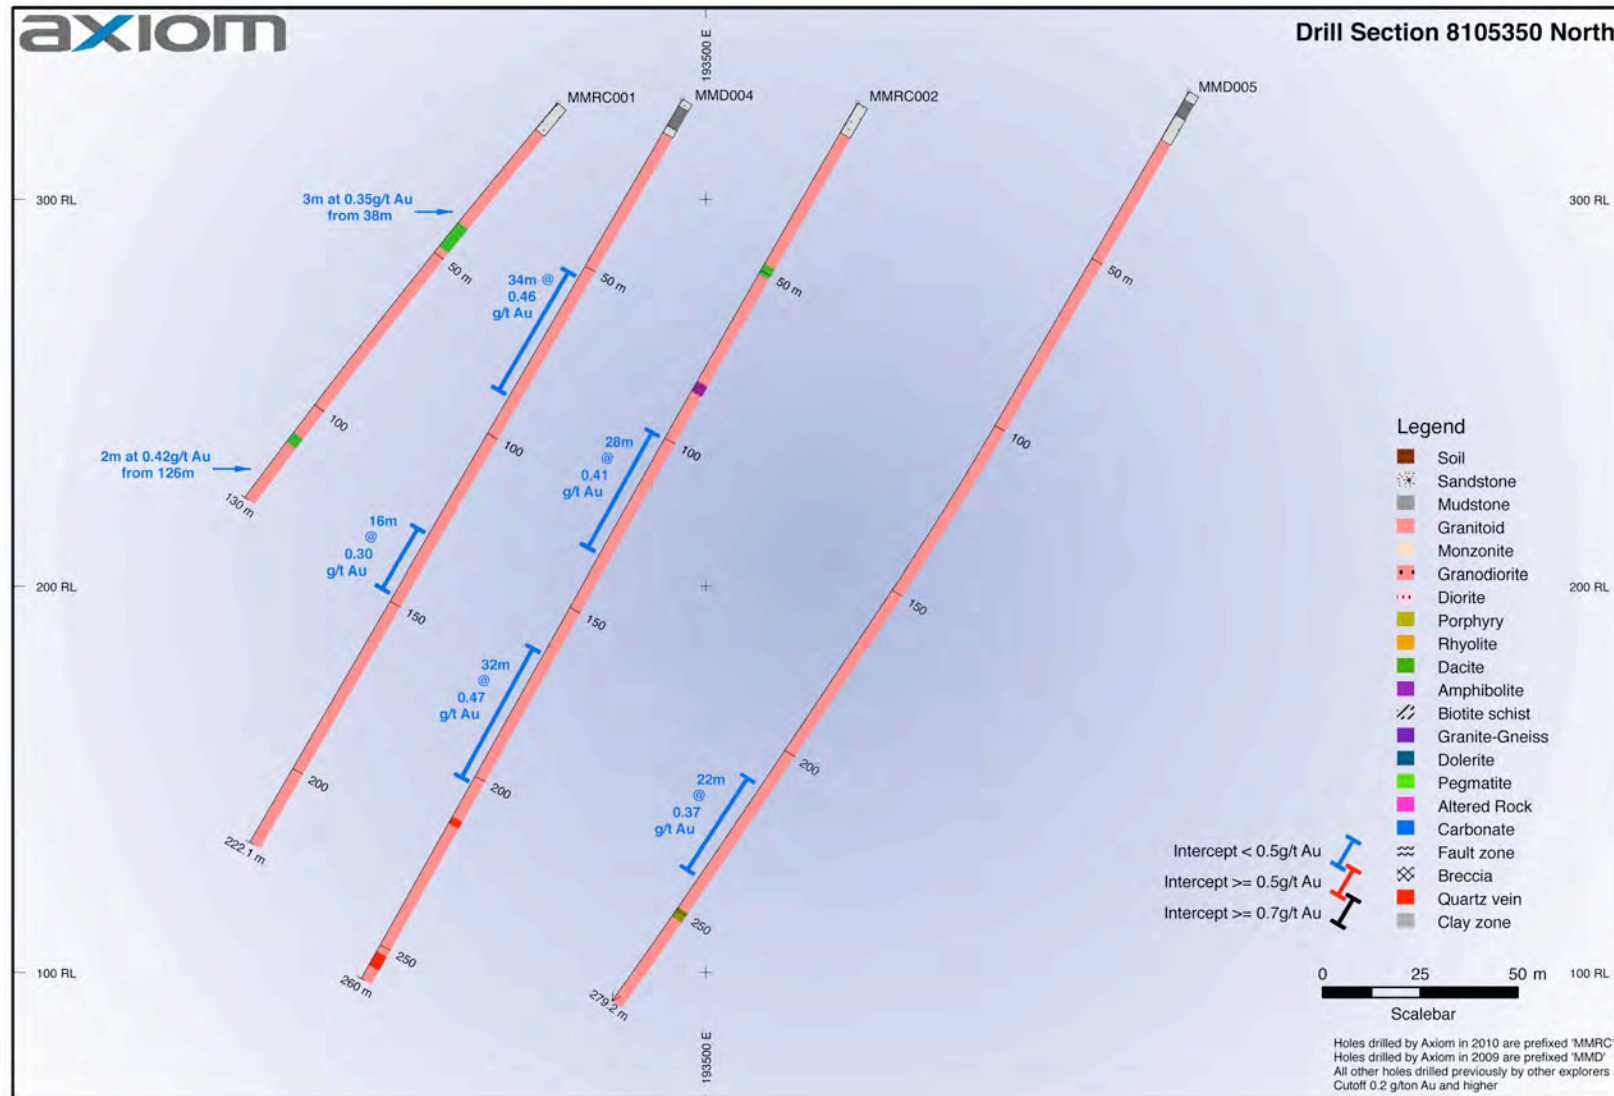 axiom
Drill Section 8105350 North
193500 E
MMRC001
MMD004
MMRC002
MMD005
300 RL
300 RL
3m at 0.35g/t Au
from 38m
50 m
50 m
50 m
50 m
34m @
0.46
g/t Au
100
100
100
100
28m
@
0.41
g/t Au
2m at 0.42g/t Au
from 126m
130 m
16m
@
0.30
g/t Au
200 RL
200 RL
150
150
150
32m
@
0.47
g/t Au
200
200
200
22m
@
0.37
g/t Au
222.1 m
250
250
260 m
279.2 m
100 RL
100 RL
193500 E
Legend
Soil
Sandstone
Mudstone
Granitoid
Monzonite
Granodiorite
Diorite
Porphyry
Rhyolite
Dacite
Amphibolite
Biotite schist
Granite-Gneiss
Dolerite
Pegmatite
Altered Rock
Carbonate
Fault zone
Breccia
Quartz vein
Clay zone
Intercept < 0.5g/t Au
Intercept >= 0.5g/t Au
Intercept >= 0.7g/t Au
0 25 50 m
Scalebar
Holes drilled by Axiom in 2010 are prefixed 'MMRC'
Holes drilled by Axiom in 2009 are prefixed 'MMD'
All other holes drilled previously by other explorers
Cutoff 0.2 g/ton Au and higher